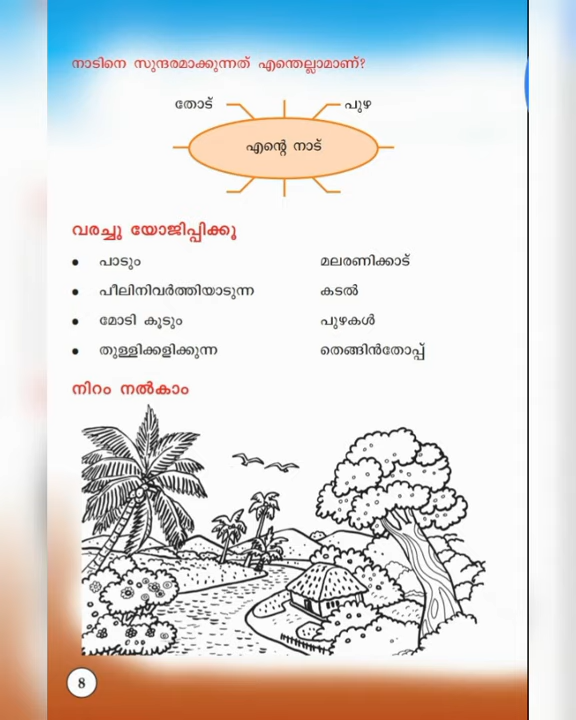 നാടിനെ സുന്ദരമാക്കുന്നത് എന്തെല്ലാമാണ്?
തോട് പുഴ
എന്റെ നാട്
വരച്ചു യോജിപ്പിക്കൂ
• പാടും മലരണിക്കാട്
• പീലിനിവർത്തിയാടുന്ന കടൽ
• മോടി കൂടും പുഴകൾ
• തുള്ളിക്കളിക്കുന്ന തെങ്ങിൻതോപ്പ്
നിറം നൽകാം
8